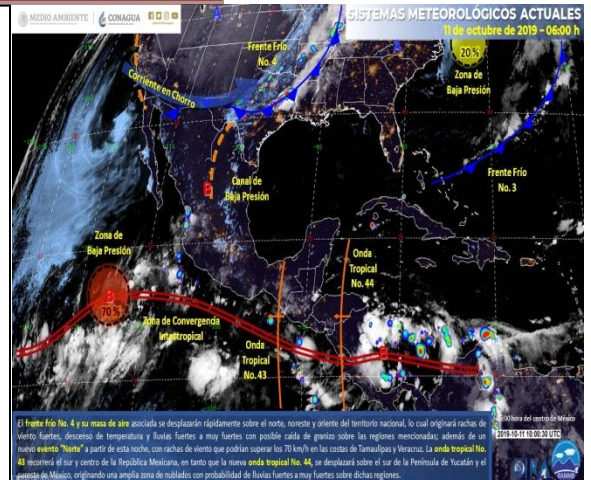 MEDIO AMBIENTE
CONAGUA
SISTEMAS METEOROLÓGICOS ACTUALES
11 de octubre de 2019 - 06:00 h
Frente Frío
No. 4
20 %
Zona de
Baja Presión
Corriente en Chorro
Frente Frío
No. 3
B
Canal de
Baja Presión
Zona de
Baja Presión
Onda
Tropical
No. 44
B
70 %
Zona de Convergencia
Intertropical
Onda
Tropical
No. 43
B
El frente frío No. 4 y su masa de aire asociada se desplazarán rápidamente sobre el norte, noreste y oriente del territorio nacional, lo cual originará rachas de
viento fuertes, descenso de temperatura y lluvias fuertes a muy fuertes con posible caída de granizo sobre las regiones mencionadas; además de un
nuevo evento "Norte" a partir de esta noche, con rachas de viento que podrían superar los 70 km/h en las costas de Tamaulipas y Veracruz. La onda tropical No.
43 recorrerá el sur y centro de la República Mexicana, en tanto que la nueva onda tropical No. 44, se desplazará sobre el sur de la Península de Yucatán y el
sureste de México, originando una amplia zona de nublados con probabilidad de lluvias fuertes a muy fuertes sobre dichas regiones.
hora del centro de México
2019-10-11 10:00:30 UTC